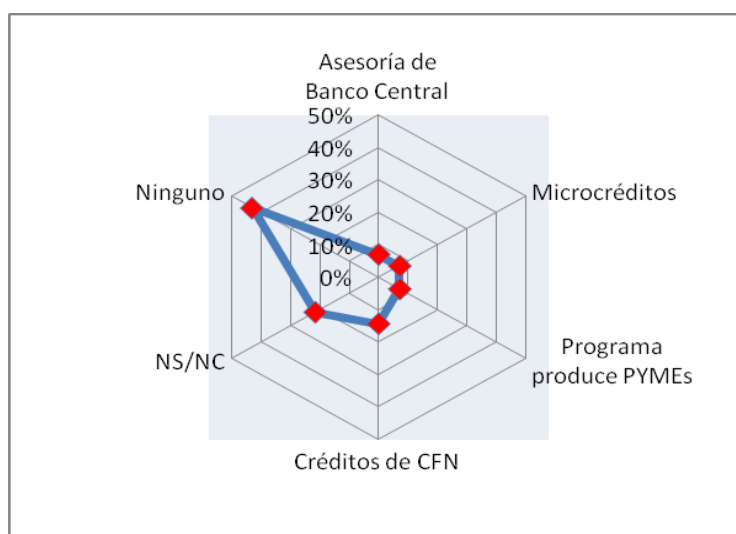 Asesoría de
Banco Central
50%
40%
30%
20%
10%
0%
Ninguno
Microcréditos
NS/NC
Programa
produce PYMEs
Créditos de CFN